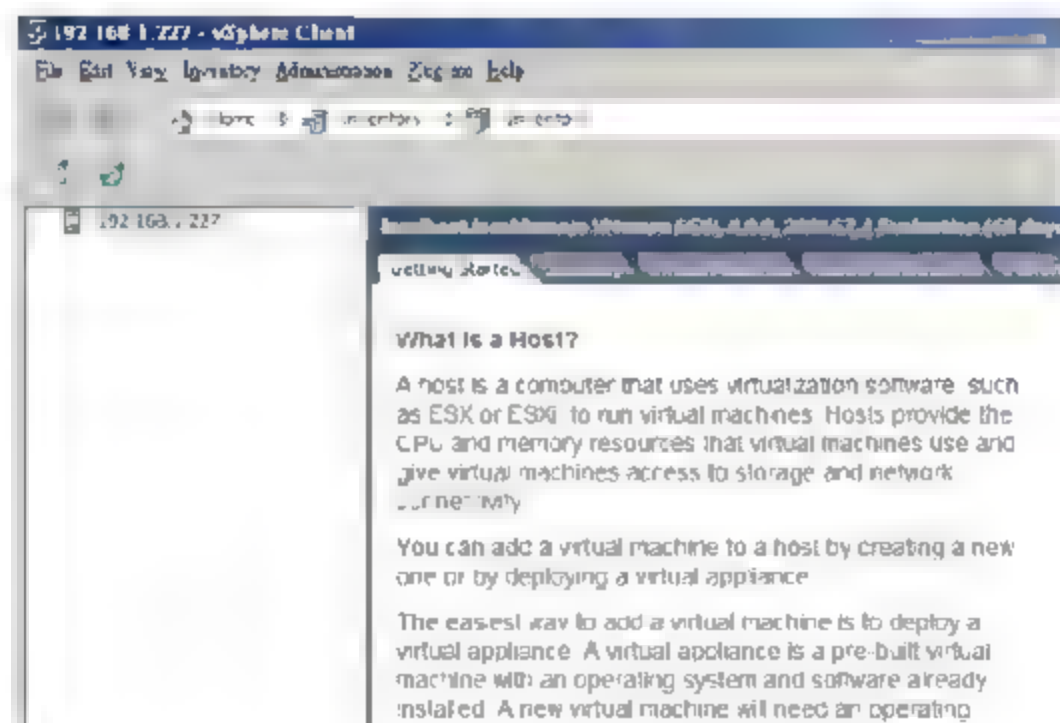 192.168.1.227 - vSphere Client
File Edit View Inventory Administration Plug-ins Help
Home Inventory Inventory
192.168.1.227
Getting Started
What is a Host?
A host is a computer that uses virtualization software, such
as ESX or ESXi, to run virtual machines. Hosts provide the
CPU and memory resources that virtual machines use and
give virtual machines access to storage and network
connectivity.
You can add a virtual machine to a host by creating a new
one or by deploying a virtual appliance.
The easiest way to add a virtual machine is to deploy a
virtual appliance. A virtual appliance is a pre-built virtual
machine with an operating system and software already
installed. A new virtual machine will need an operating